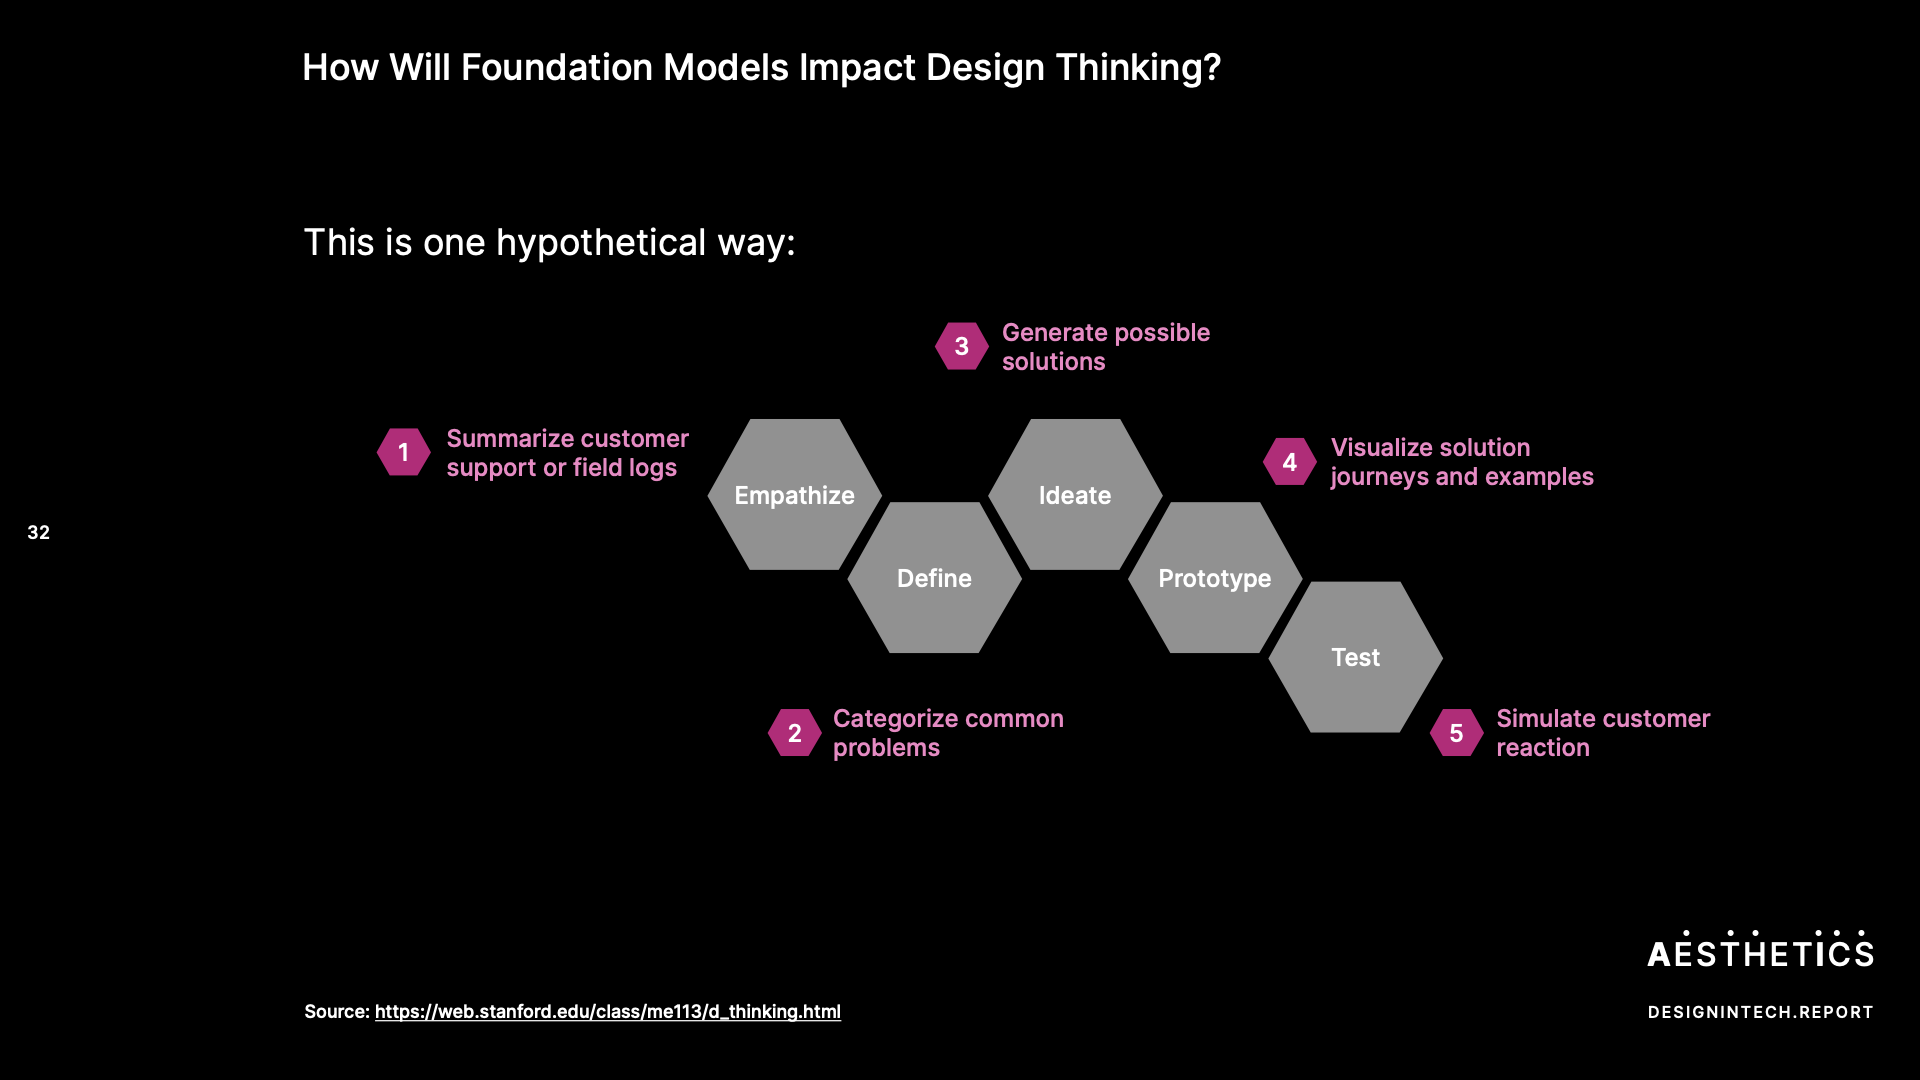 How Will Foundation Models Impact Design Thinking?
This is one hypothetical way:
3
Generate possible
solutions
1
Summarize customer
support or field logs
4
Visualize solution
journeys and examples
Empathize
Ideate
32
Define
Prototype
Test
2
Categorize common
problems
5
Simulate customer
reaction
AESTHETICS
Source: https://web.stanford.edu/class/me113/d_thinking.html
DESIGNINTECH.REPORT